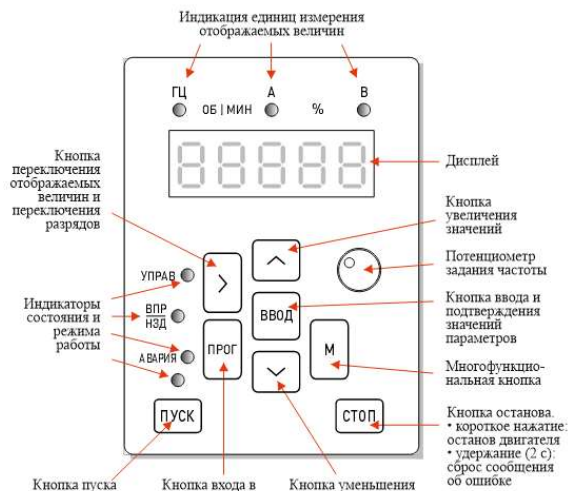 Индикация единиц измерения
отображаемых величин
ГЦ
ОБ | МИН
А
%
В
Кнопка
переключения
отображаемых
величин и
переключения
разрядов
88888
Дисплей
Кнопка
увеличения
значений
Потенциометр
задания частоты
УПРАВ
>
ВПР
НЗД
ВВОД
Кнопка ввода и
подтверждения
значений
параметров
Индикаторы
состояния и
режима
работы
АВАРИЯ
ПРОГ
М
Многофункцио-
нальная кнопка
ПУСК
СТОП
Кнопка останова.
• короткое нажатие:
останов двигателя
• удержание (2 с):
сброс сообщения
об ошибке
Кнопка пуска
Кнопка входа в
Кнопка уменьшения